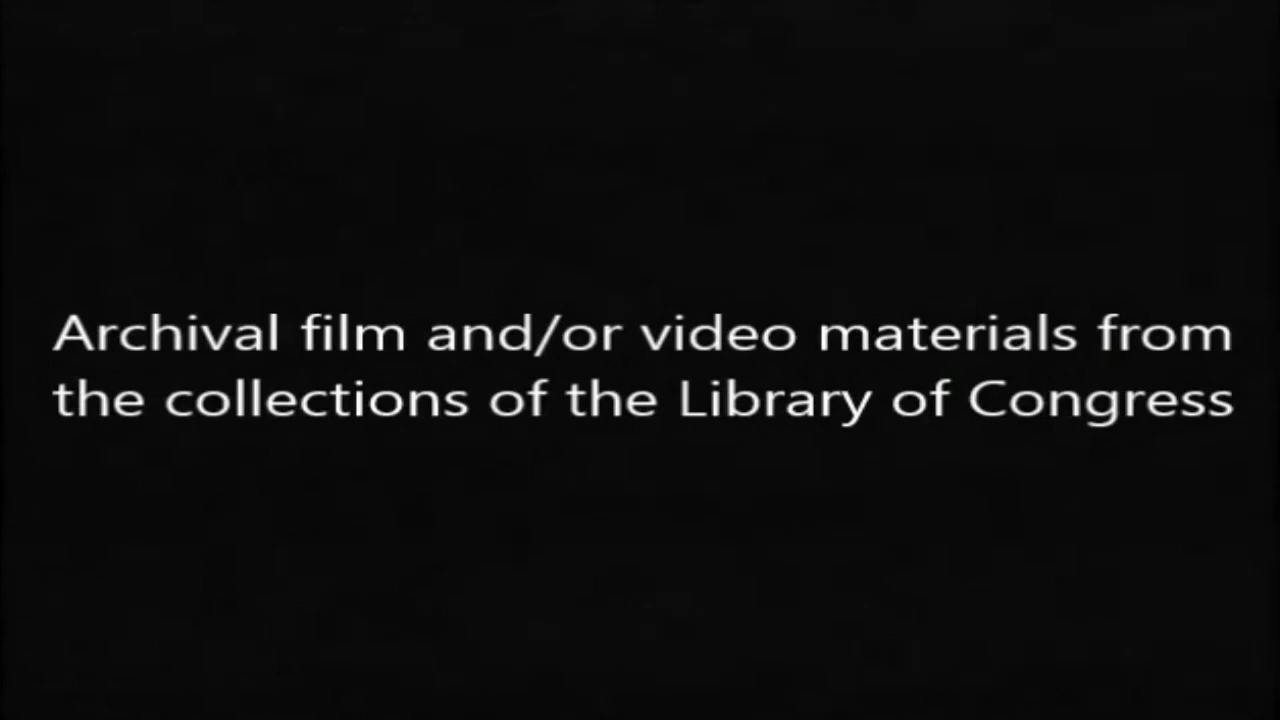 Archival film and/or video materials from
the collections of the Library of Congress